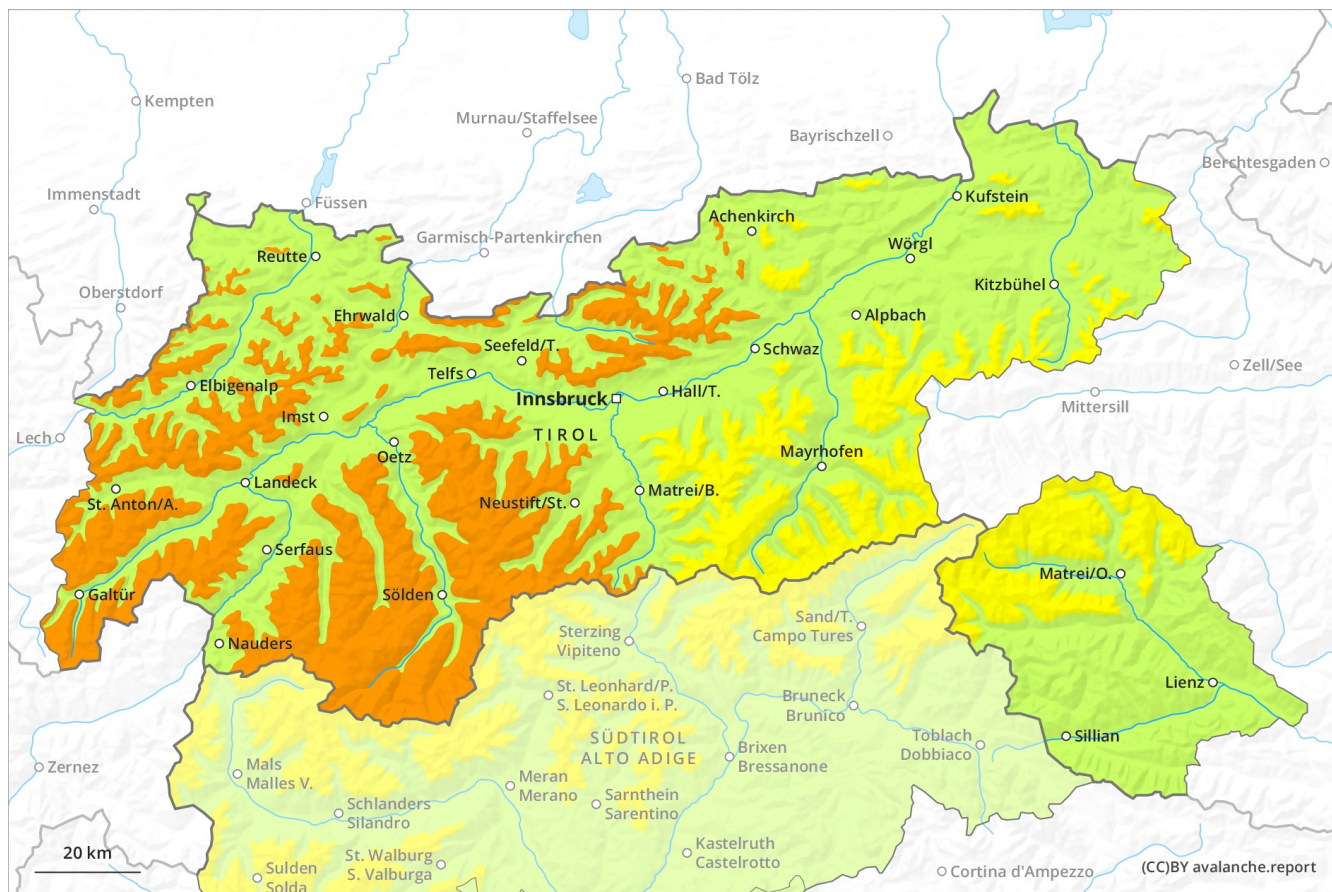 Bad Tölz
Kempten
Murnau/Staffelsee
Bayrischzell
Berchtesgaden
Immenstadt
Füssen
Kufstein
Achenkirch
Garmisch-Partenkirchen
Wörgl
Reutte
Kitzbühel
Oberstdorf
Ehrwald
Alpbach
Seefeld/T.
Schwaz
Telfs
Zell/See
Elbigenalp
Innsbruck
Hall/T.
Mittersill
Imst
Lech
TIROL
Oetz
Mayrhofen
Landeck
St. Anton/A.
Neustift/St.
Matrei/B.
Serfaus
Matrei/O.
Galtür
Sölden
Sand/T.
Campo Tures
Sterzing
Vipiteno
Nauders
Lienz
St. Leonhard/P.
S. Leonardo i. P.
Bruneck
Brunico
Sillian
SÜDTIROL
ALTO ADIGE
Toblach
Dobbiaco
Brixen
Bressanone
Zernez
Mals
Malles V.
Meran
Merano
Sarnthein
Sarentino
Schlanders
Silandro
Kastelruth
Castelrotto
20 km
St. Walburg
S. Valburga
Sulden
Solda
Cortina d'Ampezzo
(CC)BY avalanche.report